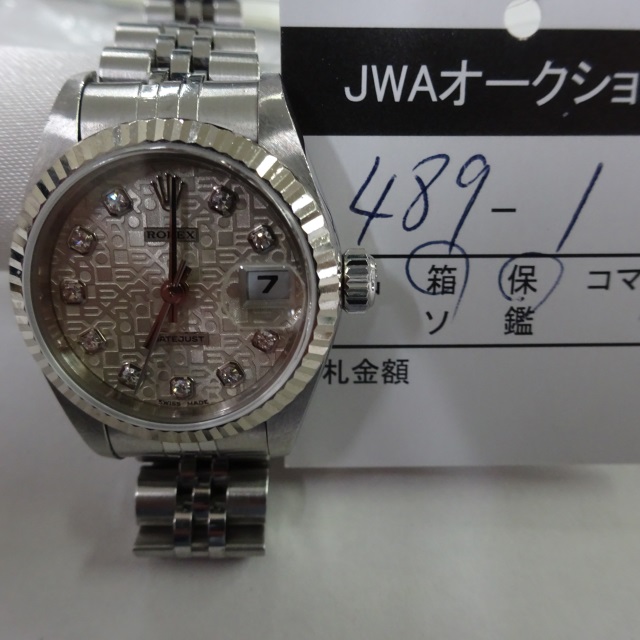 JWAオークショ
489-1
箱 保 コマ
ソ 鑑
札金額
ROLEX
7
DATEJUST
SWISS MADE